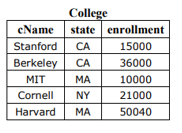 College
cName state enrollment
Stanford CA 15000
Berkeley CA 36000
MIT MA 10000
Cornell NY 21000
Harvard MA 50040